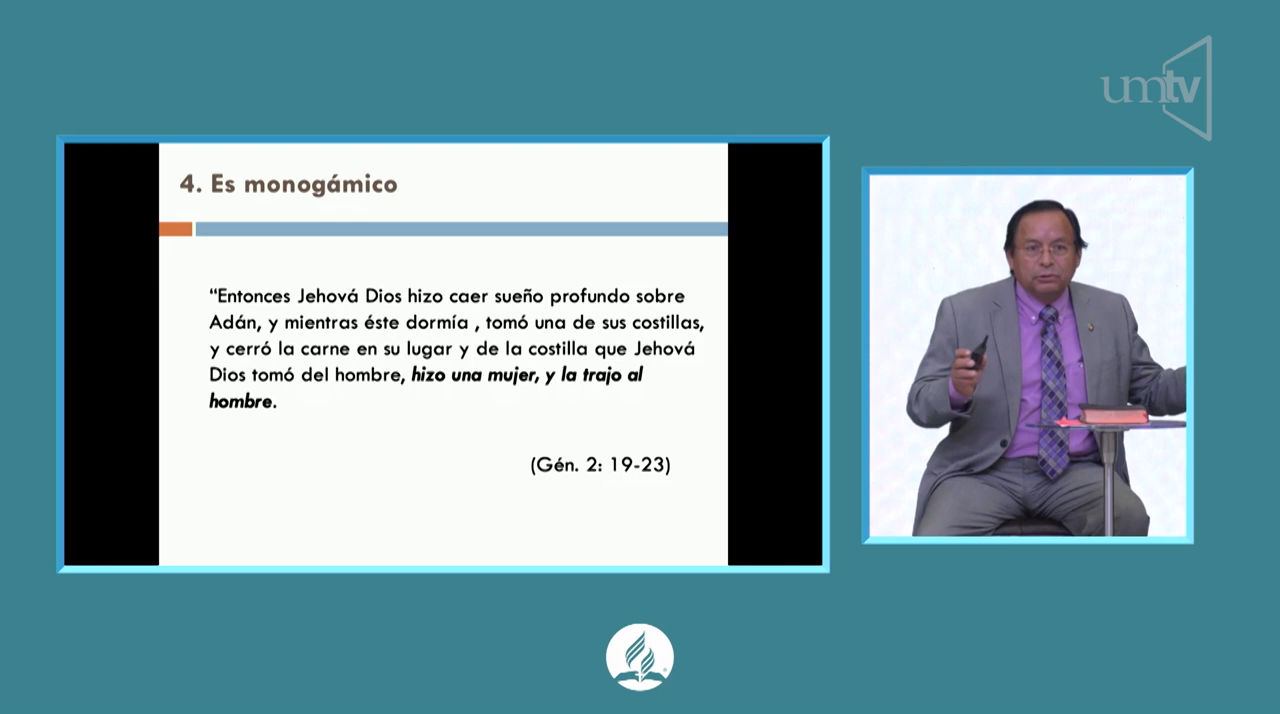 umtv
4. Es monogámico
“Entonces Jehová Dios hizo caer sueño profundo sobre
Adán, y mientras éste dormía , tomó una de sus costillas,
y cerró la carne en su lugar y de la costilla que Jehová
Dios tomó del hombre, hizo una mujer, y la trajo al
hombre.
(Gén. 2: 19-23)